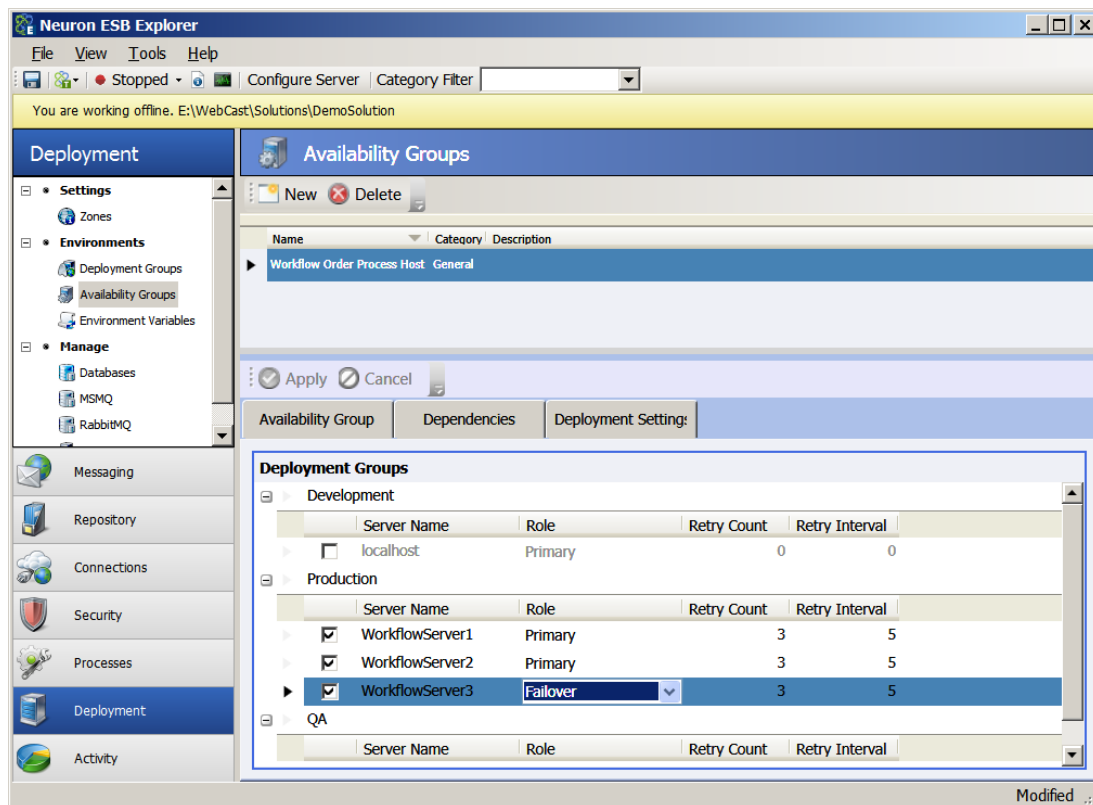 Neuron ESB Explorer
File View Tools Help
Stopped Configure Server Category Filter
You are working offline. E:\WebCast\Solutions\DemoSolution
Deployment
Settings
Zones
Environments
Deployment Groups
Availability Groups
Environment Variables
Manage
Databases
MSMQ
RabbitMQ
Messaging
Repository
Connections
Security
Processes
Deployment
Activity
Availability Groups
New Delete
Name Category Description
Workflow Order Process Host General
Apply Cancel
Availability Group Dependencies Deployment Settings
Deployment Groups
Development
Server Name Role Retry Count Retry Interval
localhost Primary 0 0
Production
Server Name Role Retry Count Retry Interval
WorkflowServer1 Primary 3 5
WorkflowServer2 Primary 3 5
WorkflowServer3 Failover 3 5
QA
Server Name Role Retry Count Retry Interval
Modified